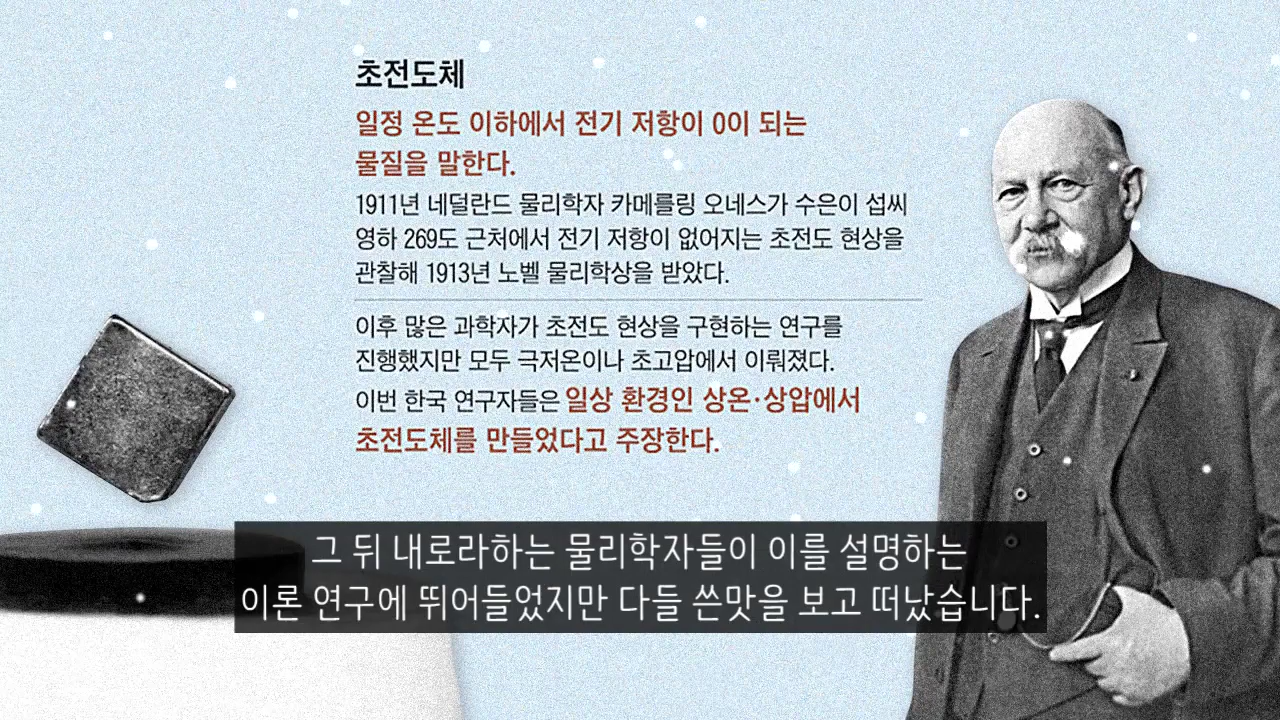 초전도체
일정 온도 이하에서 전기 저항이 0이 되는
물질을 말한다.
1911년 네덜란드 물리학자 카메를링 오네스가 수은이 섭씨
영하 269도 근처에서 전기 저항이 없어지는 초전도 현상을
관찰해 1913년 노벨 물리학상을 받았다.
이후 많은 과학자가 초전도 현상을 구현하는 연구를
진행했지만 모두 극저온이나 초고압에서 이뤄졌다.
이번 한국 연구자들은 일상 환경인 상온·상압에서
초전도체를 만들었다고 주장한다.
그 뒤 내로라하는 물리학자들이 이를 설명하는
이론 연구에 뛰어들었지만 다들 쓴맛을 보고 떠났습니다.